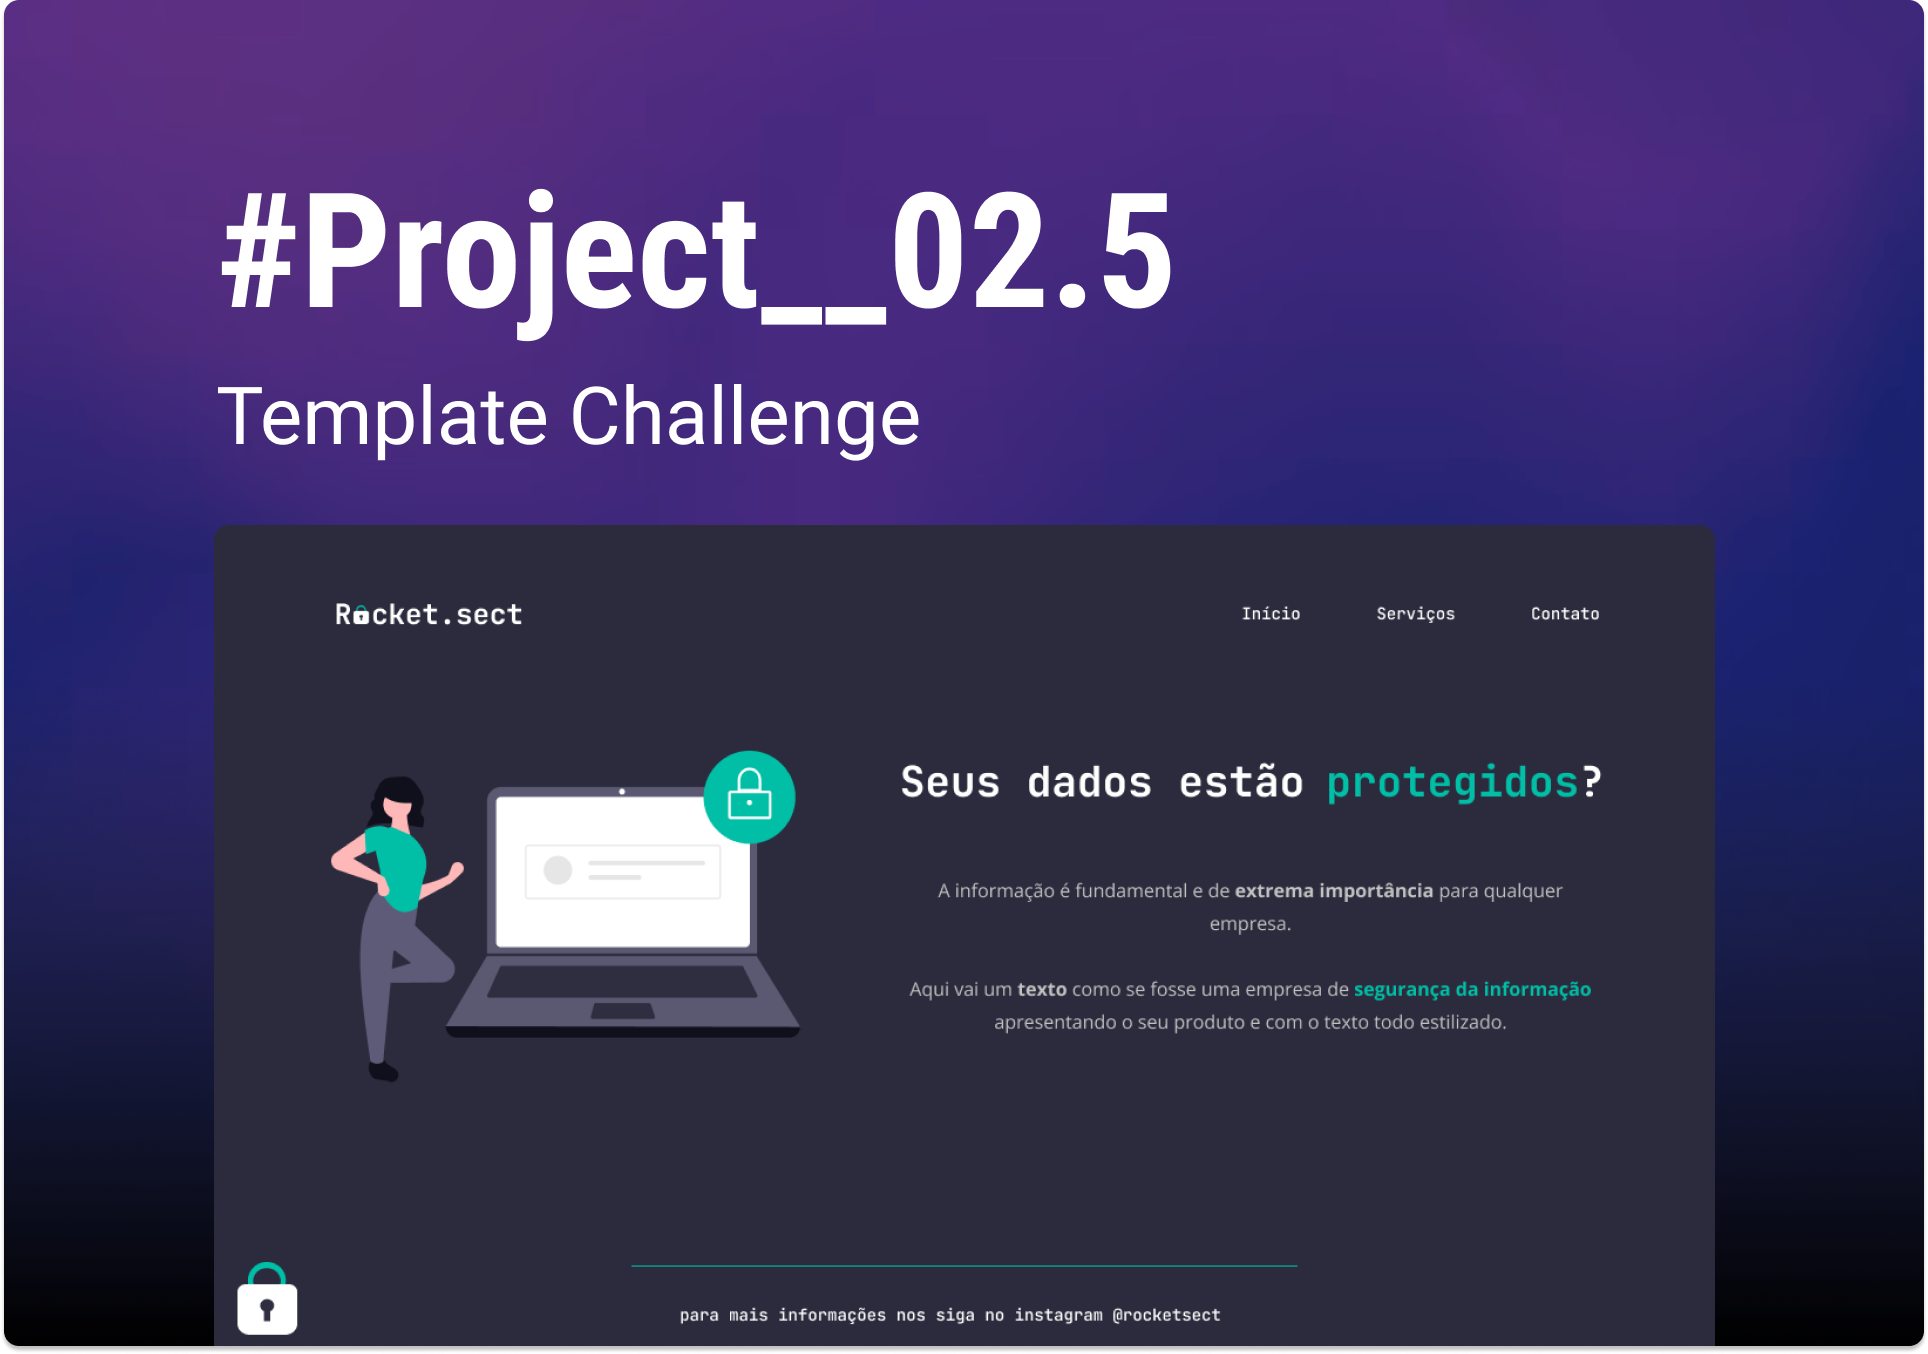 #Project__02.5
Template Challenge
Rocket.sect
Início Serviços Contato
Seus dados estão protegidos?
A informação é fundamental e de extrema importância para qualquer
empresa.
Aqui vai um texto como se fosse uma empresa de segurança da informação
apresentando o seu produto e com o texto todo estilizado.
para mais informações nos siga no instagram @rocketsect